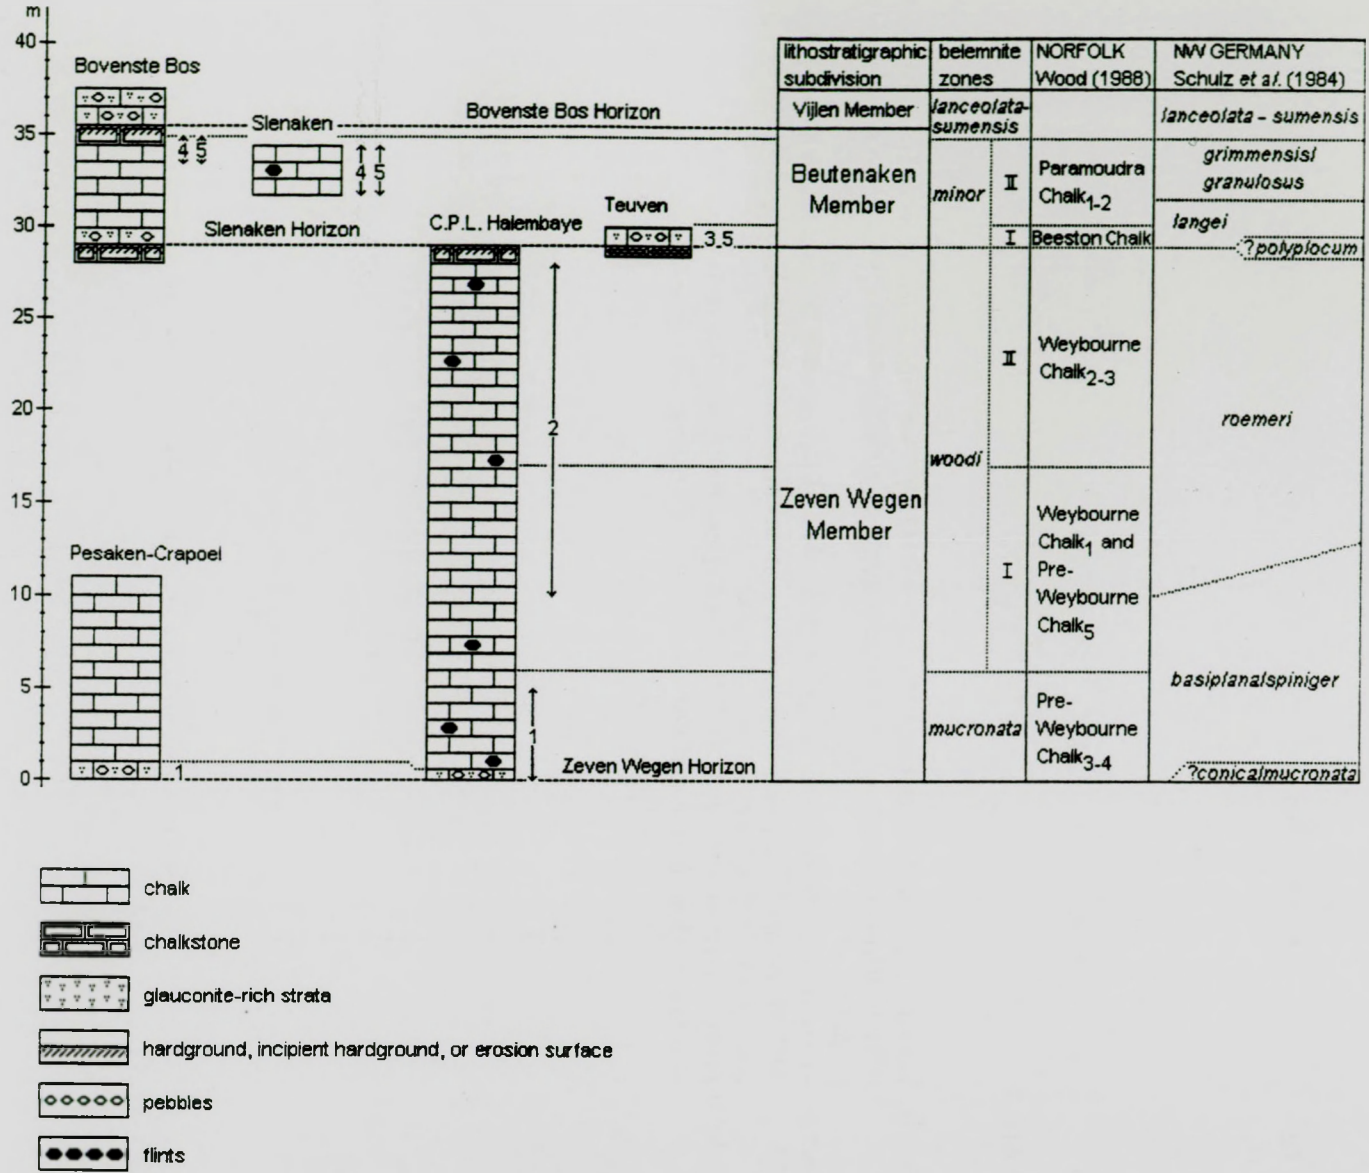 m
40
35
30
25
20
15
10
5
0
Bovenste Bos
4 5
Slenaken
4 5
Bovenste Bos Horizon
Slenaken Horizon
C.P.L. Halembaye
Teuven
3,5
2
1
Pesaken-Crapoel
1
Zeven Wegen Horizon
lithostratigraphic subdivision
belemnite zones
NORFOLK
Wood (1988)
NW GERMANY
Schulz et al. (1984)
Vijlen Member
lanceolata-
sumensis
lanceolata - sumensis
Beutenaken
Member
minor
II
Paramoudra
Chalk1-2
grimmensis/
granulosus
I
Beeston Chalk
langei
?polyplocum
Zeven Wegen
Member
woodi
II
Weybourne
Chalk2-3
roemeri
I
Weybourne
Chalk1 and
Pre-
Weybourne
Chalk5
basiplana/spiniger
mucronata
Pre-
Weybourne
Chalk3-4
?conica/mucronata
chalk
chalkstone
glauconite-rich strata
hardground, incipient hardground, or erosion surface
pebbles
flints